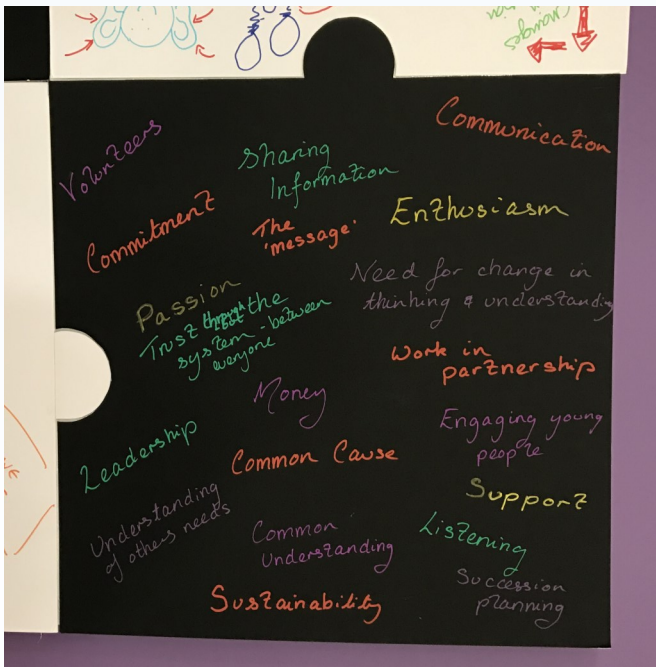 Changes
Communication
Volunteers
Sharing
Information
Enthusiasm
Commitment
The
'message'
Need for change in
thinking & understanding
Passion
Trust throughout the
system - between
everyone
Work in
partnership
Money
Engaging young
people
Leadership
Common Cause
Support
Understanding
of others needs
Common
Understanding
Listening
Succession
planning
Sustainability